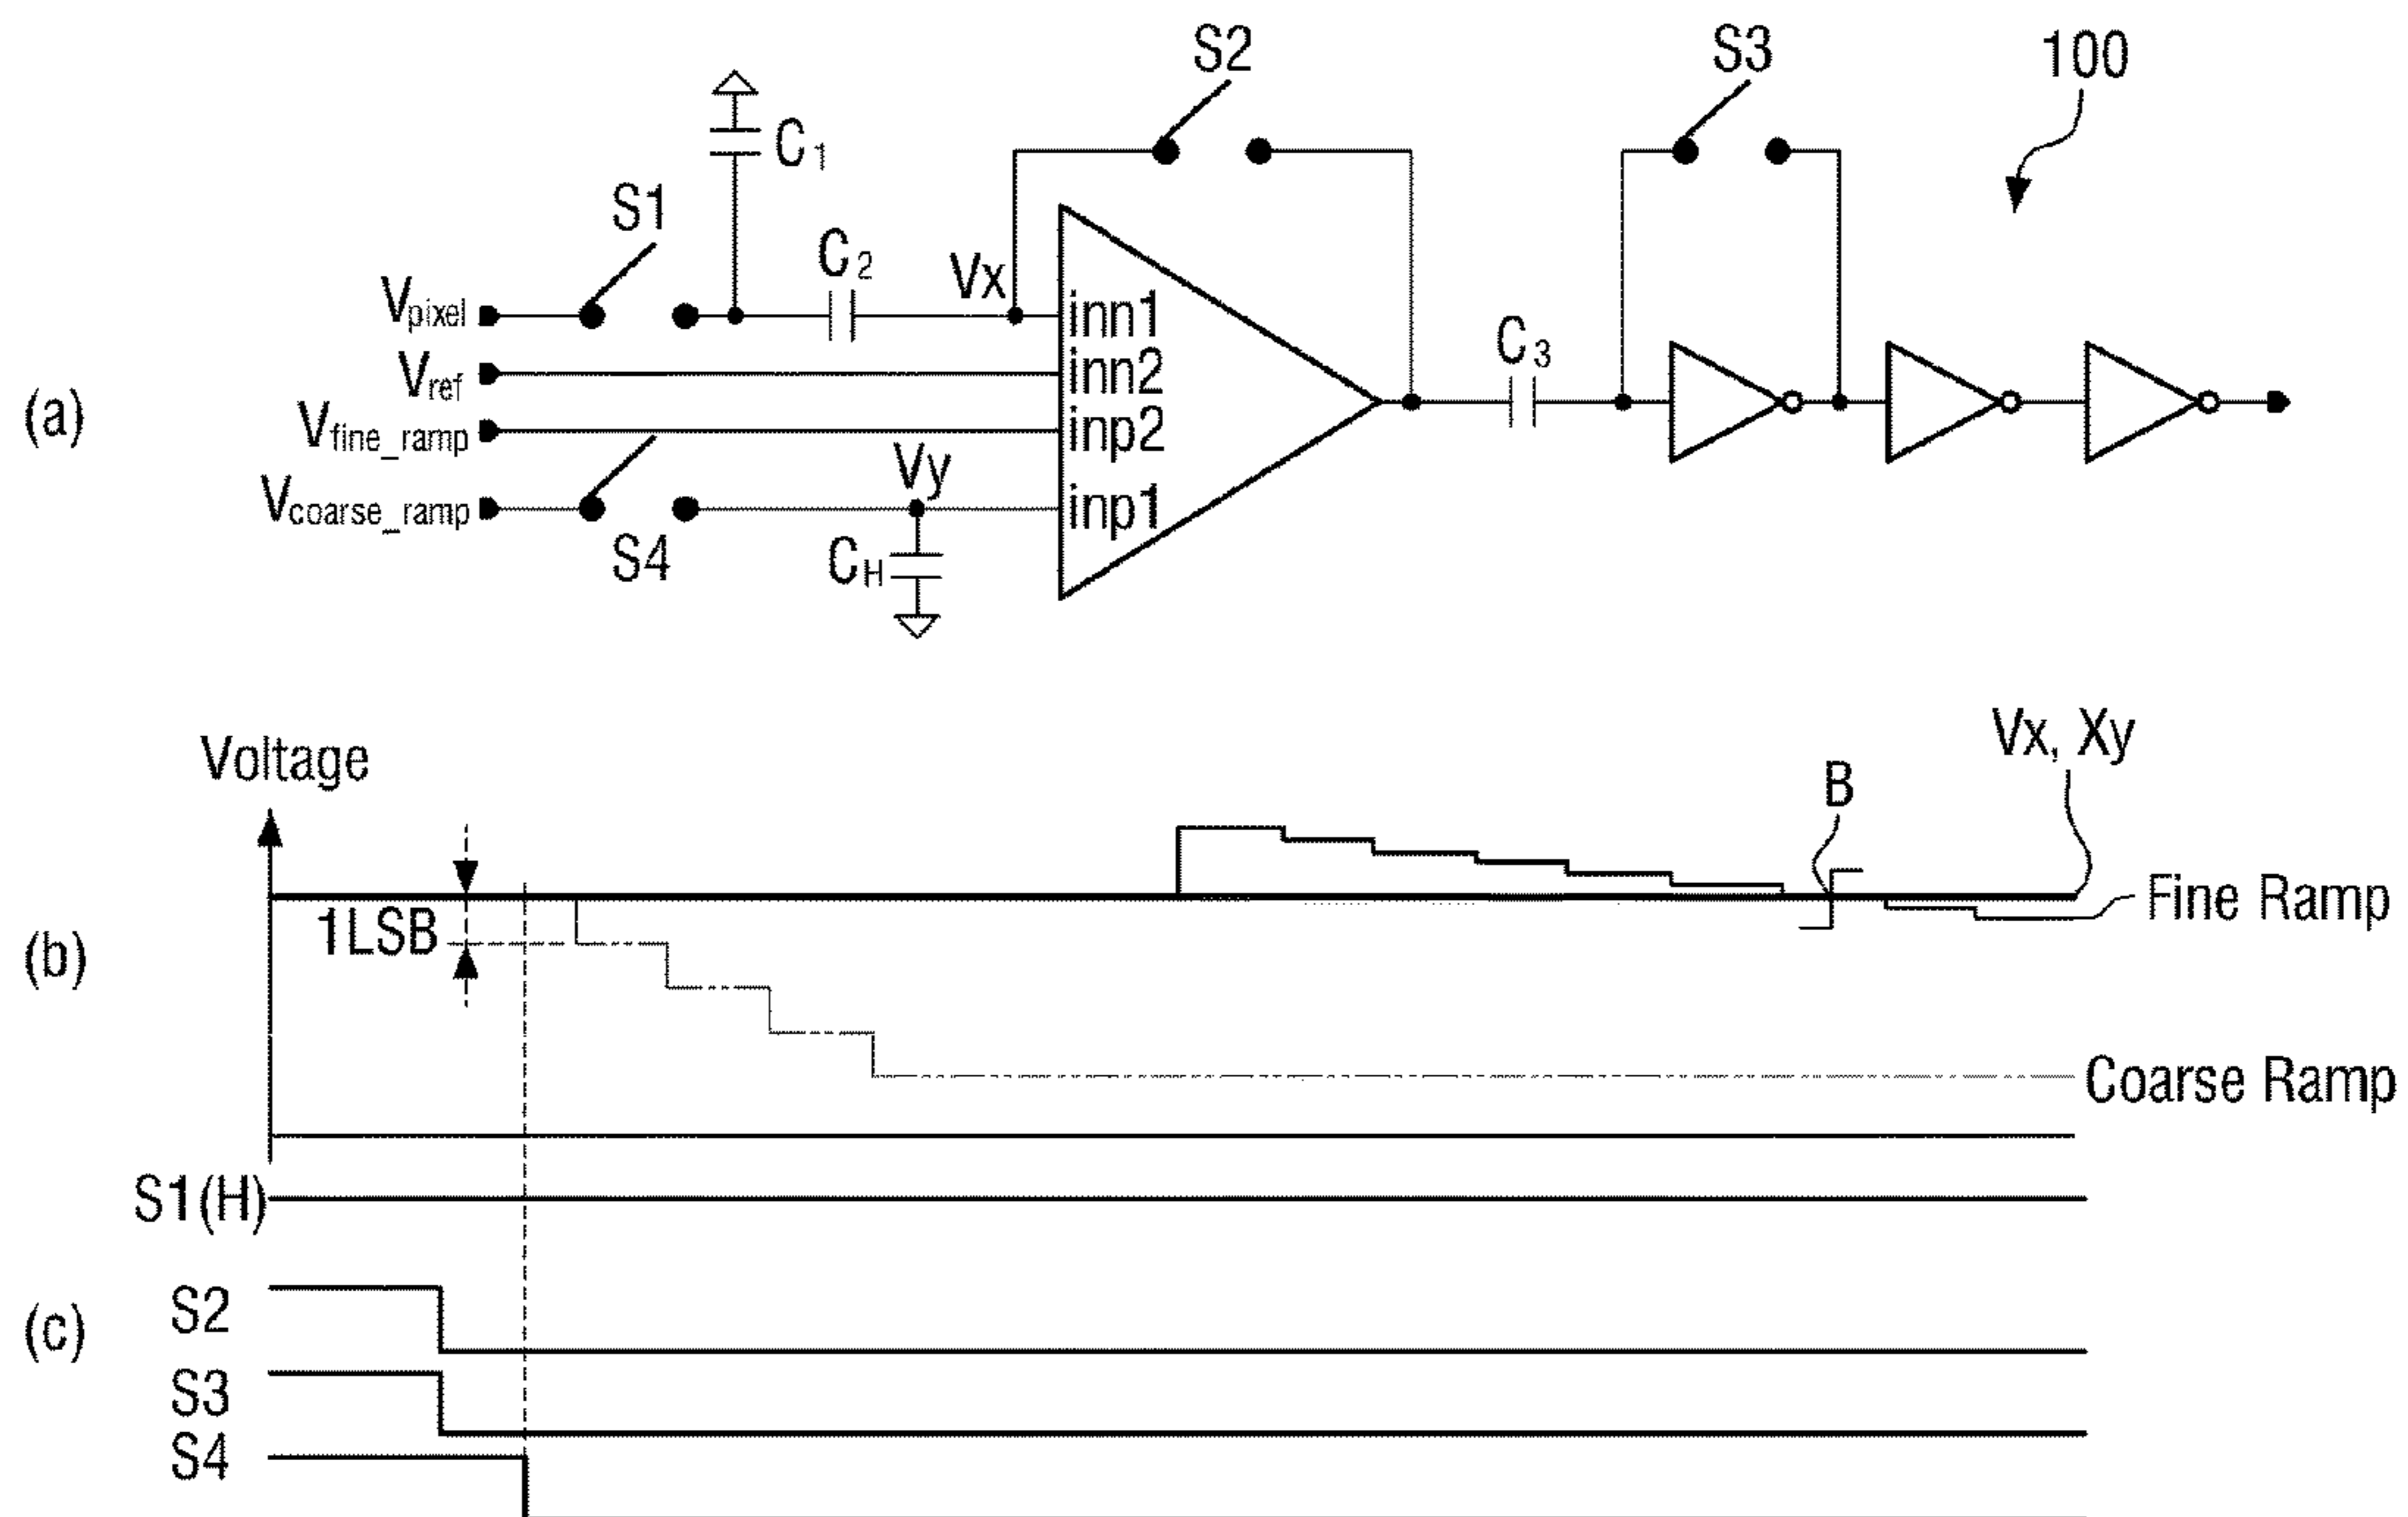 S2
S3
100
C1
S1
C2
Vx
Vpixel
inn1
Vref
inn2
C3
(a)
Vfine_ramp
inp2
Vy
Vcoarse_ramp
inp1
S4
CH
Voltage
Vx, Xy
B
1LSB
Fine Ramp
(b)
Coarse Ramp
S1(H)
S2
(c)
S3
S4